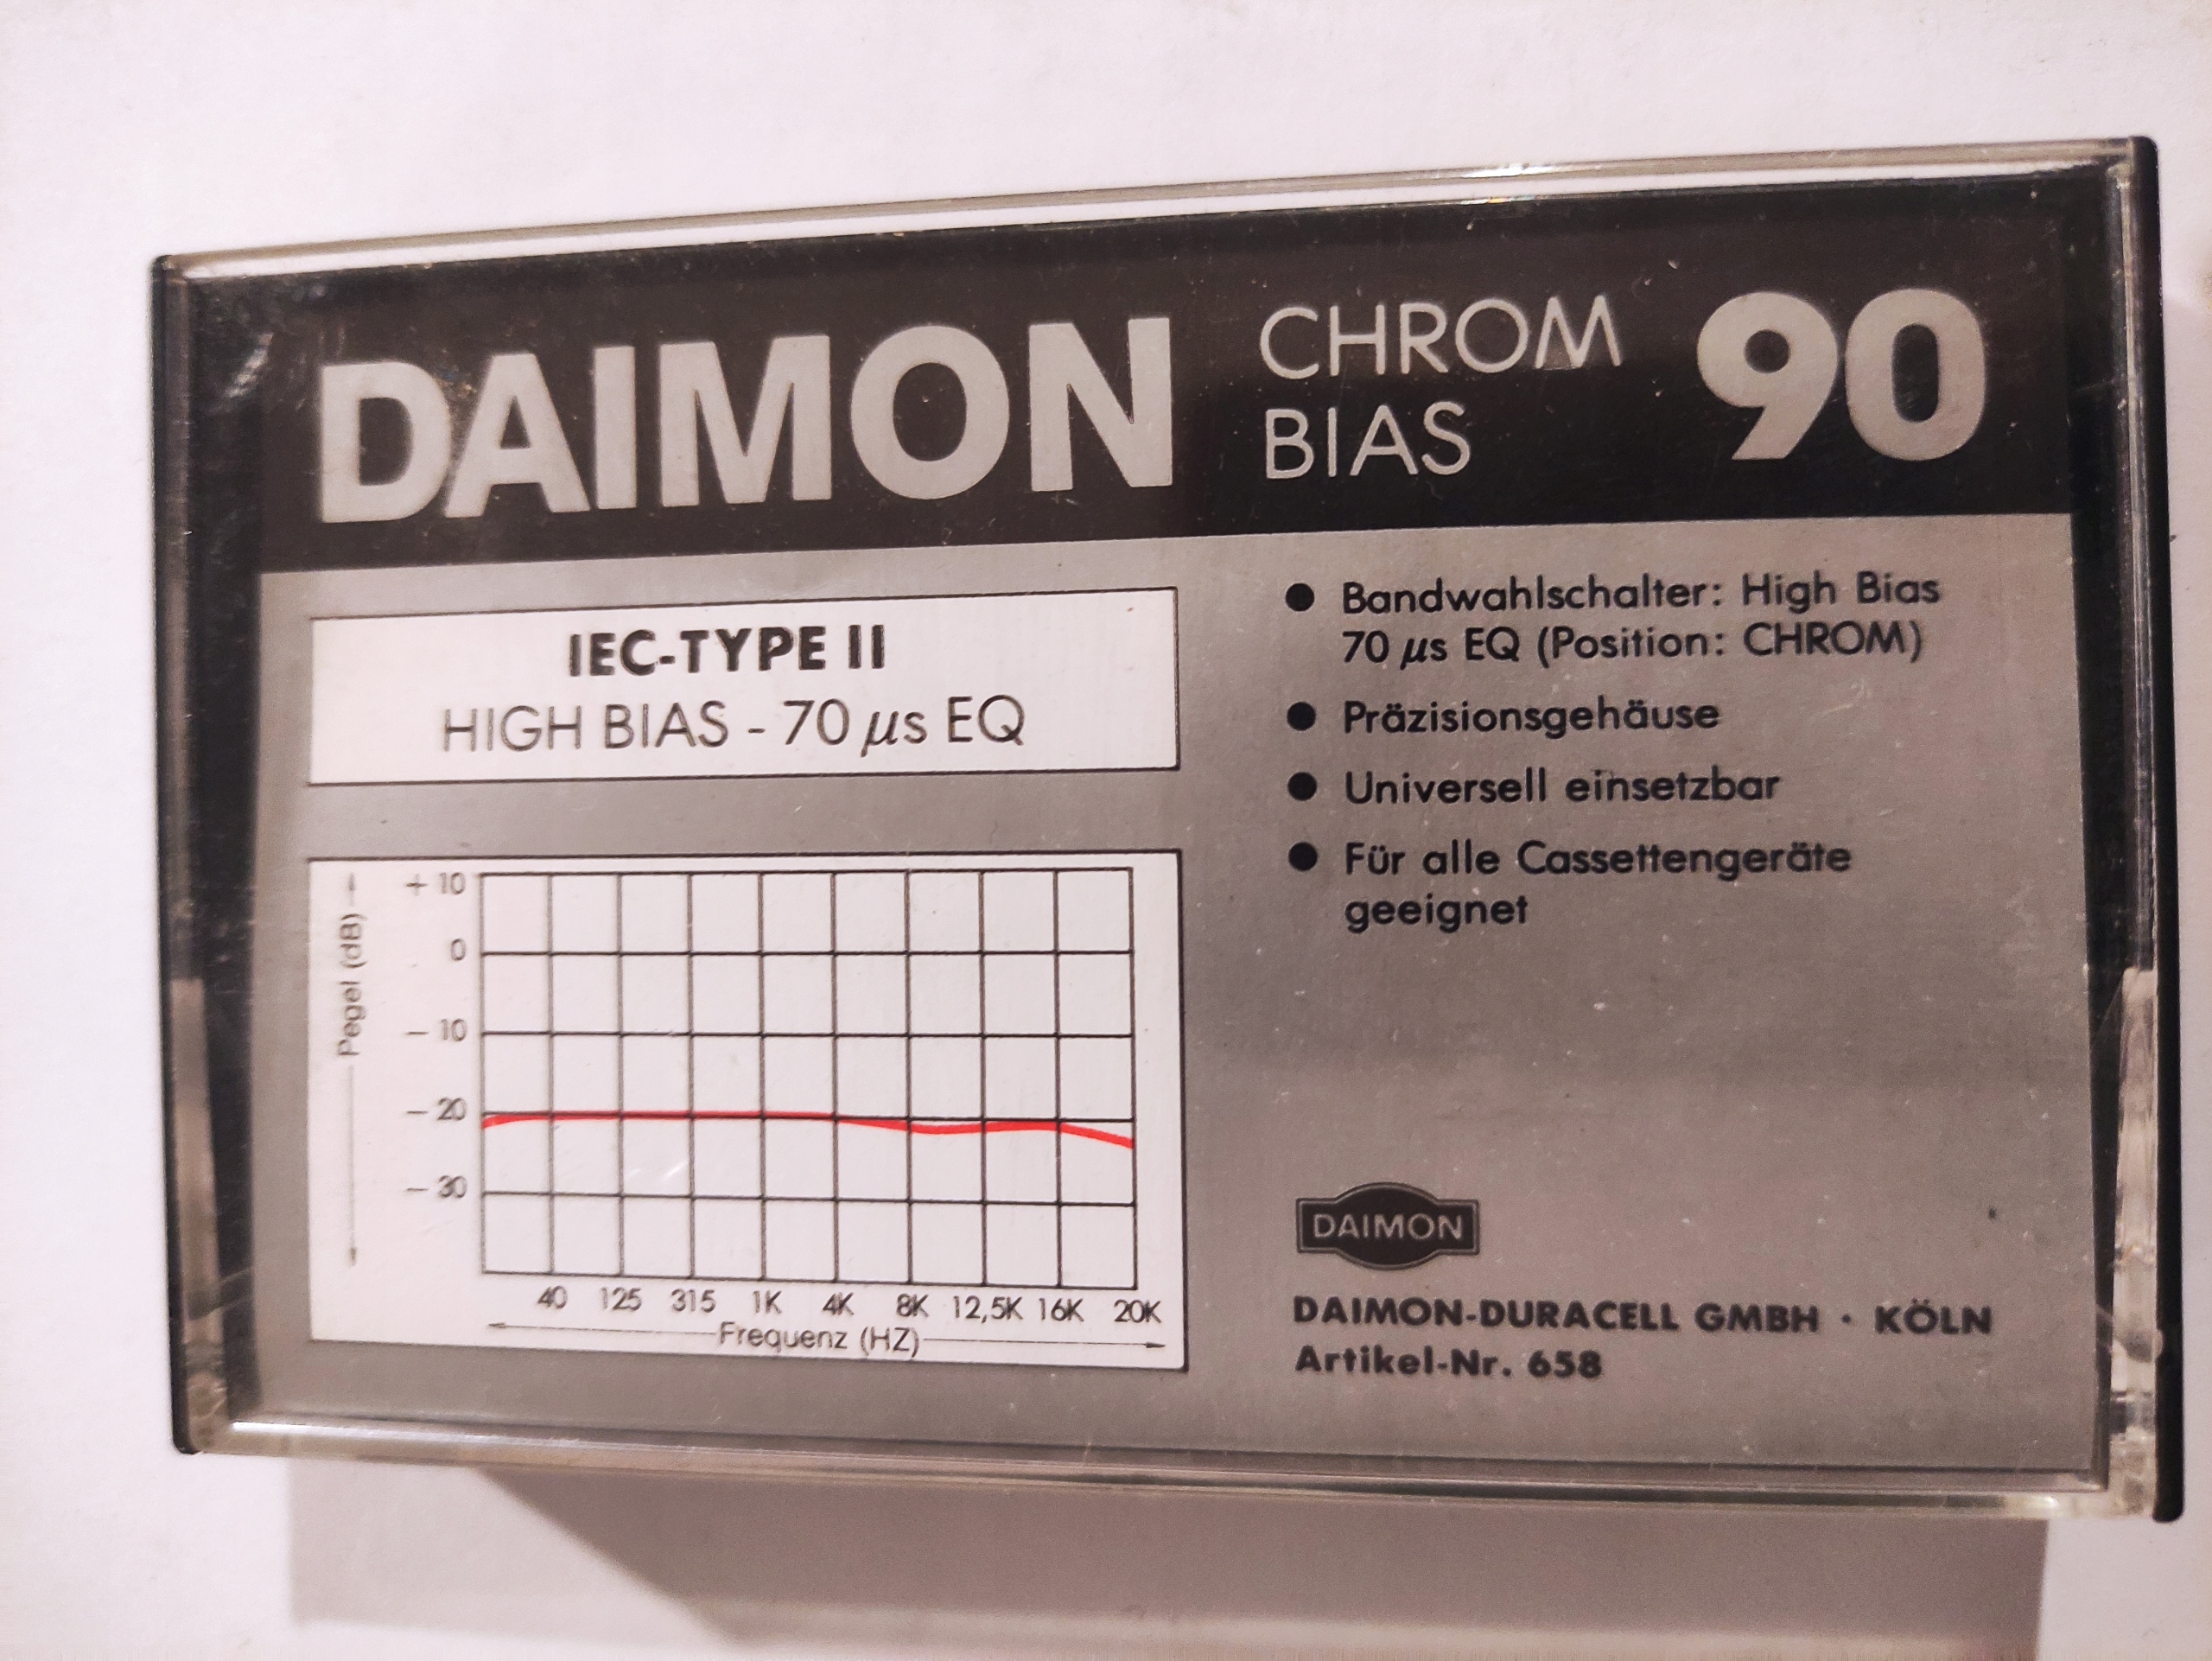 DAIMON CHROM BIAS 90
IEC-TYPE II
HIGH BIAS - 70 µs EQ
Pegel (dB)
+ 10
0
– 10
– 20
– 30
40 125 315 1K 4K 8K 12,5K 16K 20K
Frequenz (HZ)
● Bandwahlschalter: High Bias
70 µs EQ (Position: CHROM)
● Präzisionsgehäuse
● Universell einsetzbar
● Für alle Cassettengeräte
geeignet
DAIMON
DAIMON-DURACELL GMBH · KÖLN
Artikel-Nr. 658